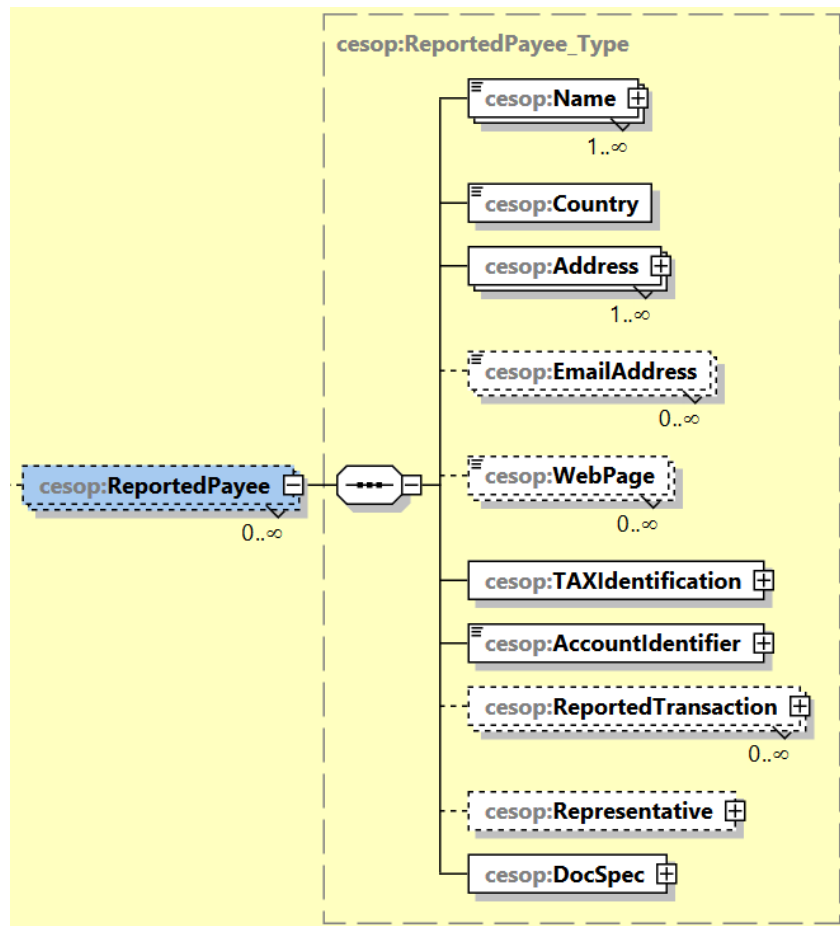 cesop:ReportedPayee_Type
cesop:Name
1..∞
cesop:Country
cesop:Address
1..∞
cesop:EmailAddress
0..∞
cesop:WebPage
0..∞
cesop:ReportedPayee
0..∞
cesop:TAXIdentification
cesop:AccountIdentifier
cesop:ReportedTransaction
0..∞
cesop:Representative
cesop:DocSpec